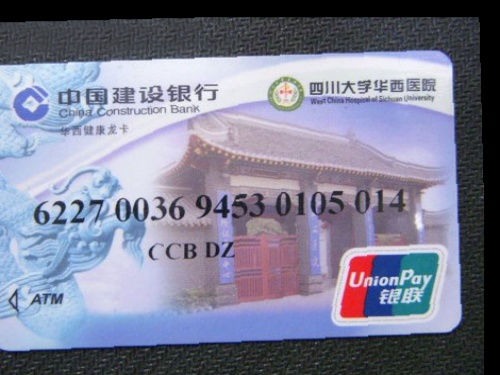 中国建设银行
China Construction Bank
华西健康龙卡
四川大学华西医院
West China Hospital of Sichuan University
6227 0036 9453 0105 014
CCB DZ
ATM
UnionPay
银联